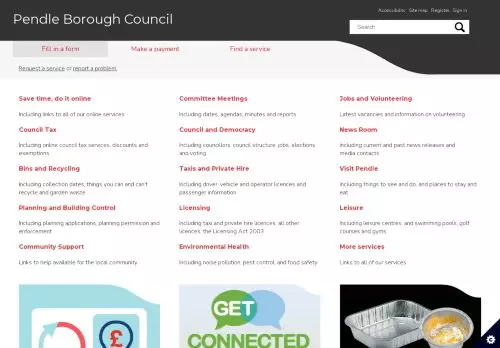 Pendle Borough Council
Accessibility Sitemap Register Sign in
Search
Fill in a form
Make a payment
Find a service
Request a service or report a problem.
Save time, do it online
Including links to all of our online services
Council Tax
Including online council tax services, discounts and
exemptions
Bins and Recycling
Including collection dates, things you can and can't
recycle and garden waste
Planning and Building Control
Including planning applications, planning permission and
enforcement
Community Support
Links to help available for the local community
Committee Meetings
Including dates, agendas, minutes and reports
Council and Democracy
Including councillors, council structure, jobs, elections
and voting
Taxis and Private Hire
Including driver, vehicle and operator licences and
passenger information
Licensing
Including taxi and private hire licences, all other
licences, the Licensing Act 2003
Environmental Health
Including noise pollution, pest control, and food safety
Jobs and Volunteering
Latest vacancies and information on volunteering
News Room
Including current and past news releases and
media contacts
Visit Pendle
Including things to see and do, and places to stay and
eat
Leisure
Including leisure centres, and swimming pools, golf
courses and gyms
More services
Links to all of our services
£
GET
CONNECTED